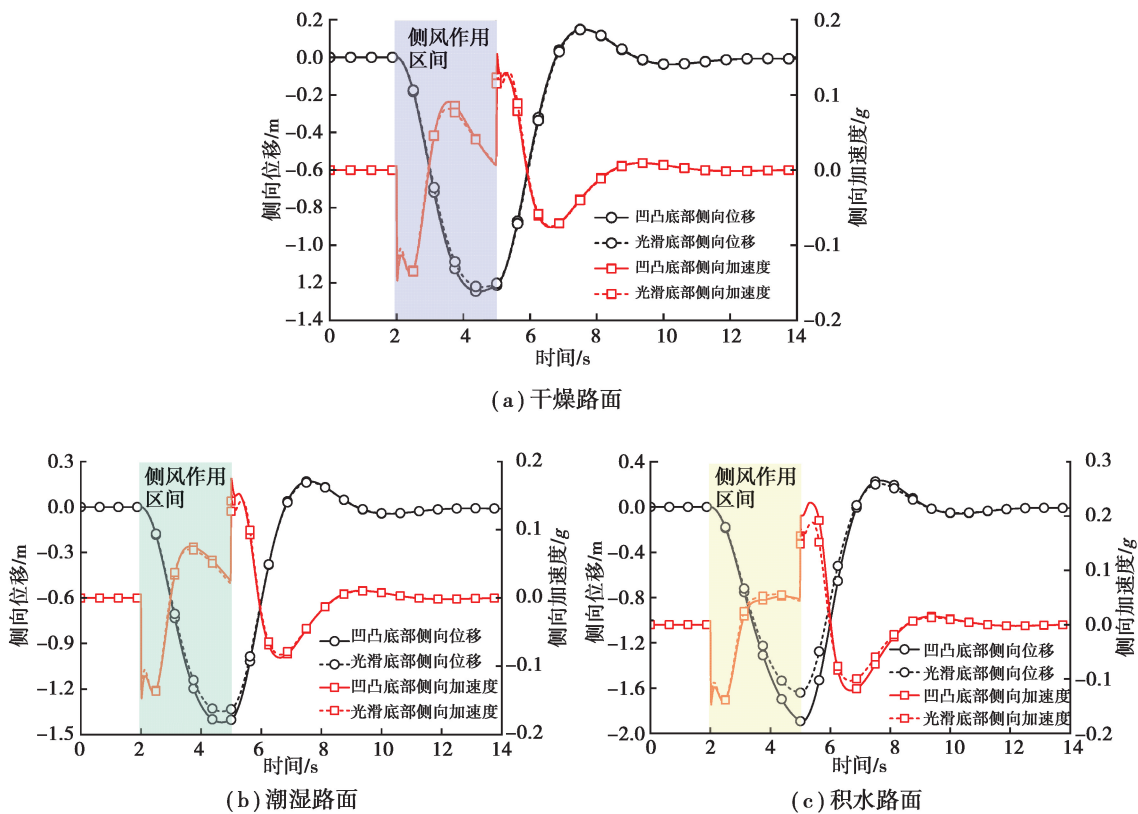 侧向位移/m
0.2
0.0
−0.2
−0.4
−0.6
−0.8
1.0
1.2
−1.4
侧风作用
区间
凹凸底部侧向位移
光滑底部侧向位移
凹凸底部侧向加速度
光滑底部侧向加速度
0.2
0.1
0.0
−0.1
−0.2
侧向加速度/g
0 2 4 6 8 10 12 14
时间/s
(a)干燥路面
侧向位移/m
0.3
0.0
−0.3
−0.6
−0.9
−1.2
−1.5
侧风作用
区间
凹凸底部侧向位移
光滑底部侧向位移
凹凸底部侧向加速度
光滑底部侧向加速度
0.2
0.1
0.0
−0.1
−0.2
侧向加速度/g
0 2 4 6 8 10 12 14
时间/s
(b)潮湿路面
侧向位移/m
0.4
0.0
−0.4
−0.8
−1.2
−1.6
−2.0
侧风作用
区间
凹凸底部侧向位移
光滑底部侧向位移
凹凸底部侧向加速度
光滑底部侧向加速度
0.3
0.2
0.1
0.0
−0.1
−0.2
侧向加速度/g
0 2 4 6 8 10 12 14
时间/s
(c)积水路面